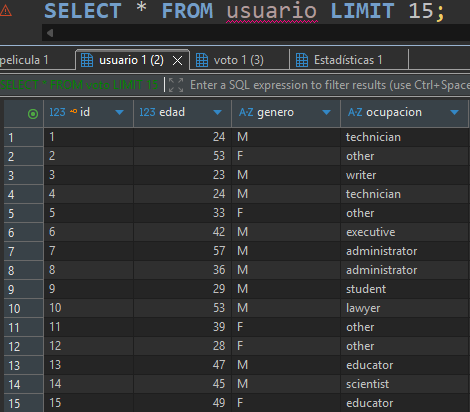 SELECT * FROM usuario LIMIT 15;
pelicula 1 usuario 1 (2) voto 1 (3) Estadísticas 1
SELECT * FROM voto LIMIT 15 Enter a SQL expression to filter results (use Ctrl+Space
123 id 123 edad A-Z genero A-Z ocupacion
1 1 24 M technician
2 2 53 F other
3 3 23 M writer
4 4 24 M technician
5 5 33 F other
6 6 42 M executive
7 7 57 M administrator
8 8 36 M administrator
9 9 29 M student
10 10 53 M lawyer
11 11 39 F other
12 12 28 F other
13 13 47 M educator
14 14 45 M scientist
15 15 49 F educator